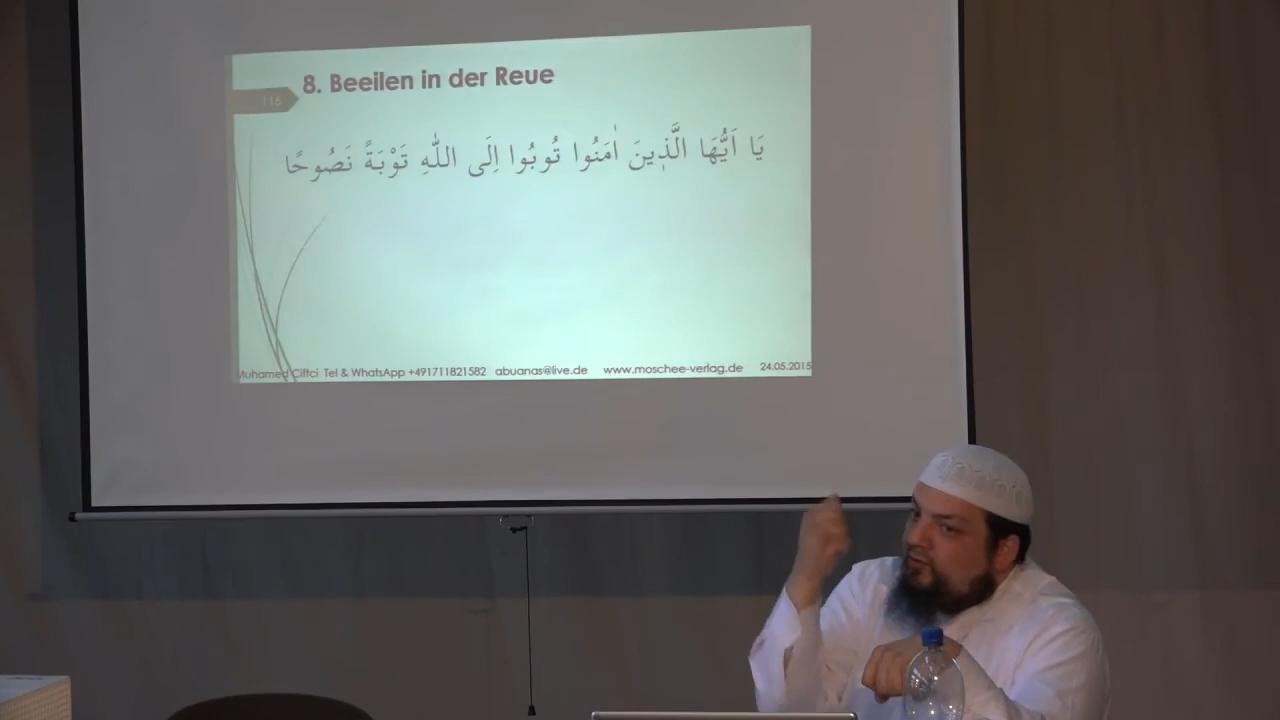 8. Beeilen in der Reue
116
يَا اَيُّهَا الَّذٖينَ اٰمَنُوا تُوبُوا اِلَى اللّٰهِ تَوْبَةً نَصُوحًا
Muhamed Ciftci Tel & WhatsApp +491711821582 abuanas@live.de www.moschee-verlag.de 24.05.2015